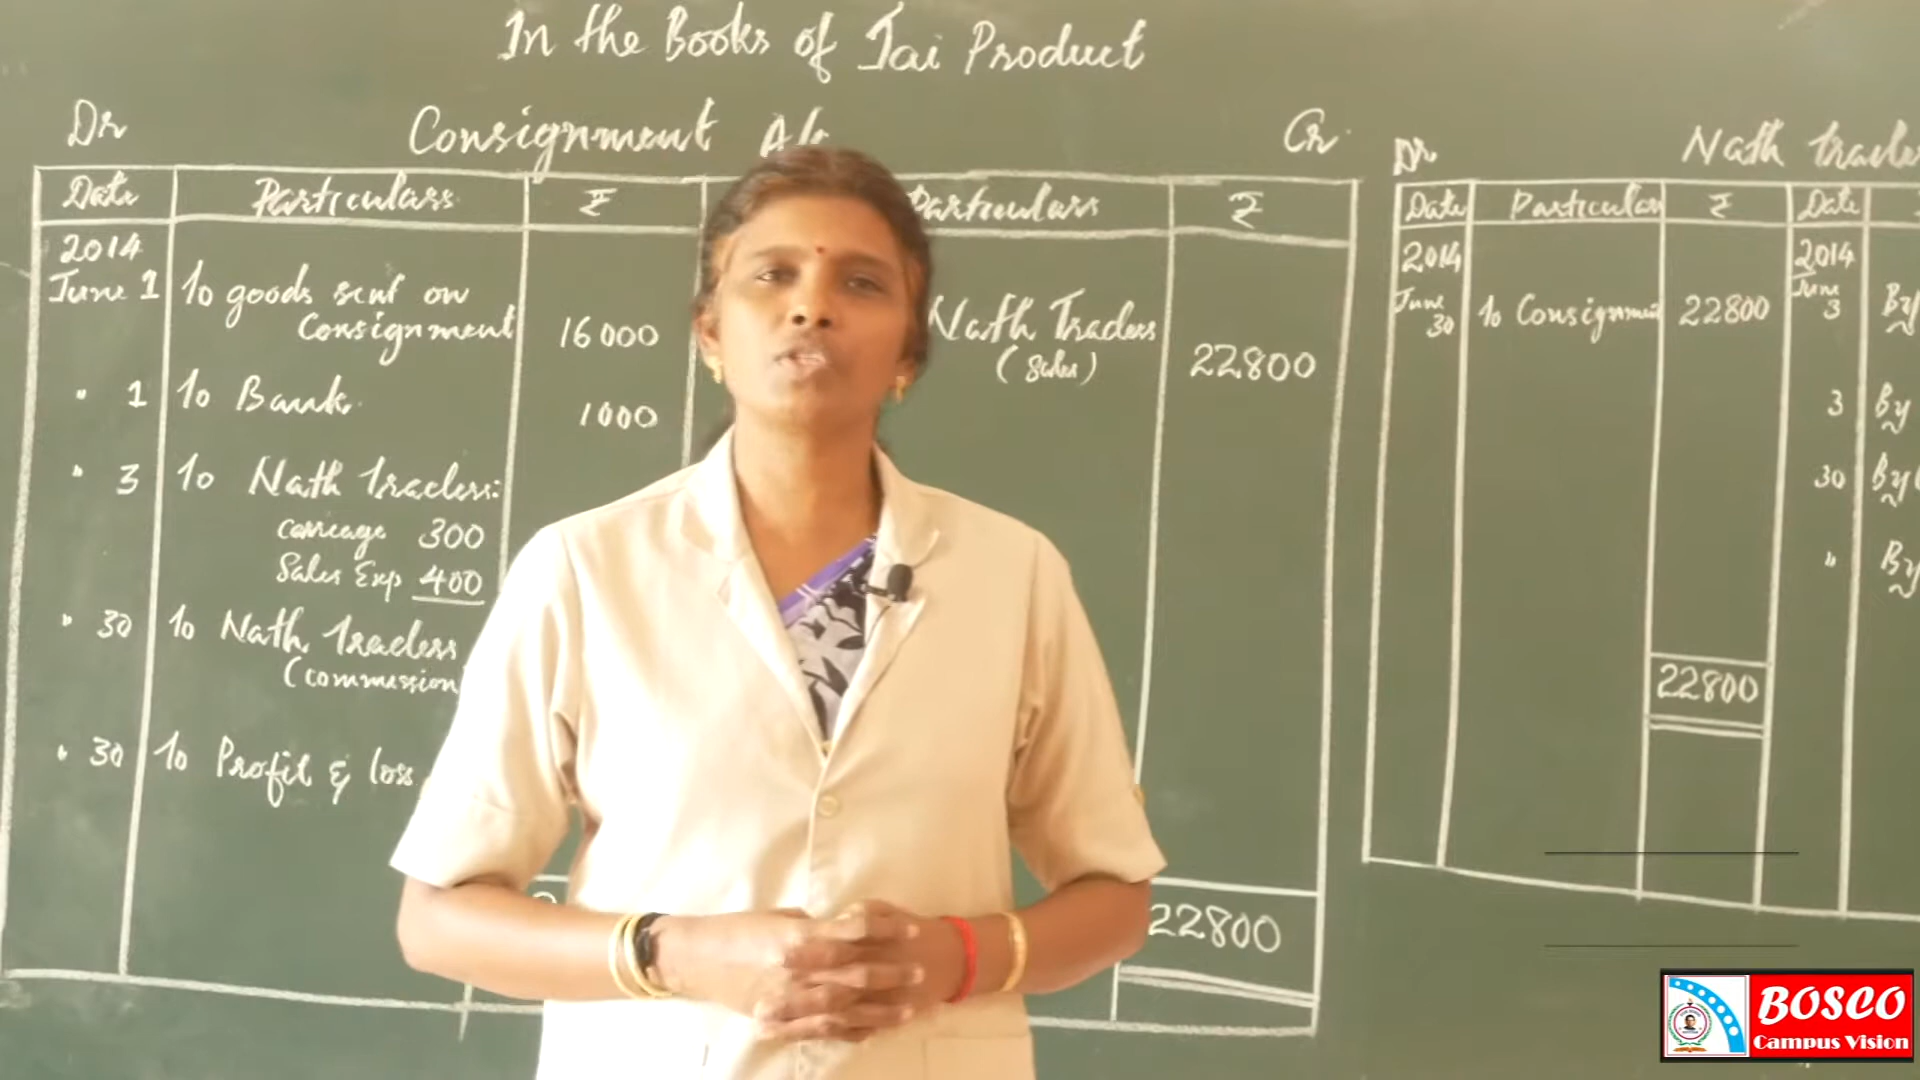 In the Books of Jai Product
Dr Consignment A/c Cr
Date Particulars ₹ Particulars ₹
2014
June 1 To goods sent on
Consignment 16000
" 1 To Bank 1000
" 3 To Nath Traders:
Carriage 300
Sales Exp 400
" 30 To Nath Traders
(commission
" 30 To Profit & loss
Nath Traders
(Sales) 22800
22800
Dr Nath Traders
Date Particulars ₹ Date
2014 2014
June 30 To Consignment 22800 June 3 By
3 By
30 By
" By
22800
BOSCO
Campus Vision